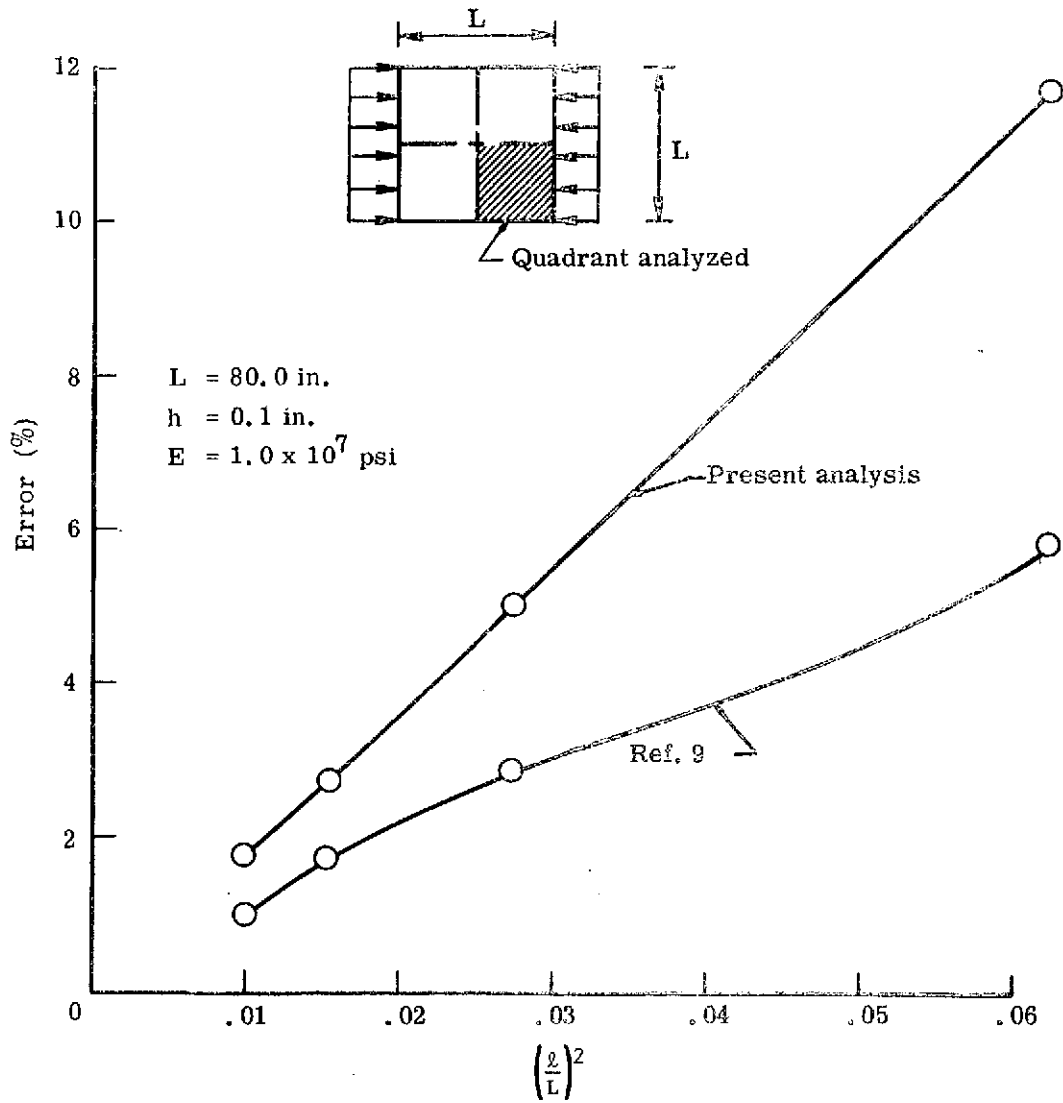 L
12
L
10
Quadrant analyzed
8
L = 80.0 in.
h = 0.1 in.
E = 1.0 x 10^7 psi
Error (%)
Present analysis
6
4
Ref. 9
2
0
.01 .02 .03 .04 .05 .06
(ℓ/L)^2